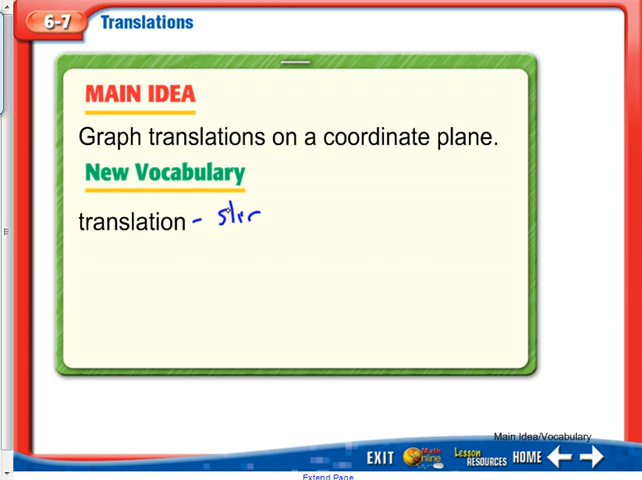 6-7 Translations
MAIN IDEA
Graph translations on a coordinate plane.
New Vocabulary
translation -
Main Idea/Vocabulary
EXIT Math Online Lesson RESOURCES HOME
Extend Page